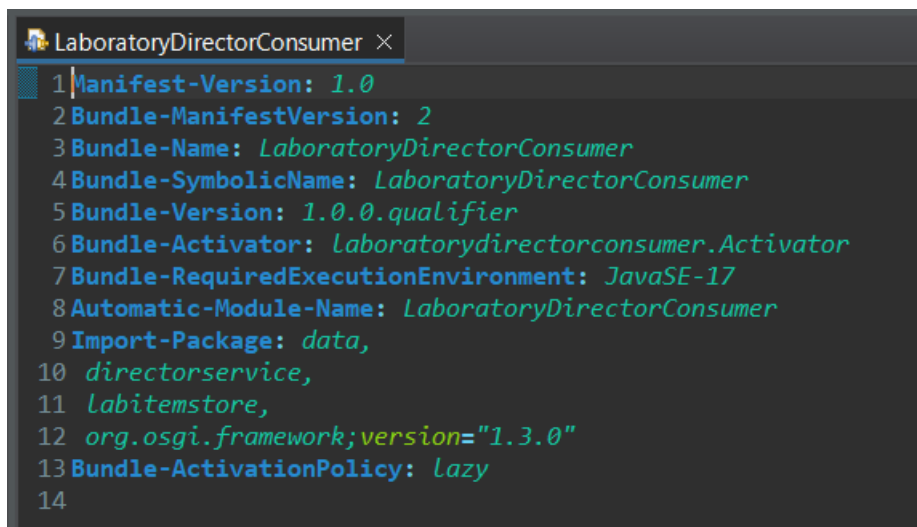 LaboratoryDirectorConsumer ×
1 Manifest-Version: 1.0
2 Bundle-ManifestVersion: 2
3 Bundle-Name: LaboratoryDirectorConsumer
4 Bundle-SymbolicName: LaboratoryDirectorConsumer
5 Bundle-Version: 1.0.0.qualifier
6 Bundle-Activator: laboratorydirectorconsumer.Activator
7 Bundle-RequiredExecutionEnvironment: JavaSE-17
8 Automatic-Module-Name: LaboratoryDirectorConsumer
9 Import-Package: data,
10  directorservice,
11  labitemstore,
12  org.osgi.framework;version="1.3.0"
13 Bundle-ActivationPolicy: lazy
14